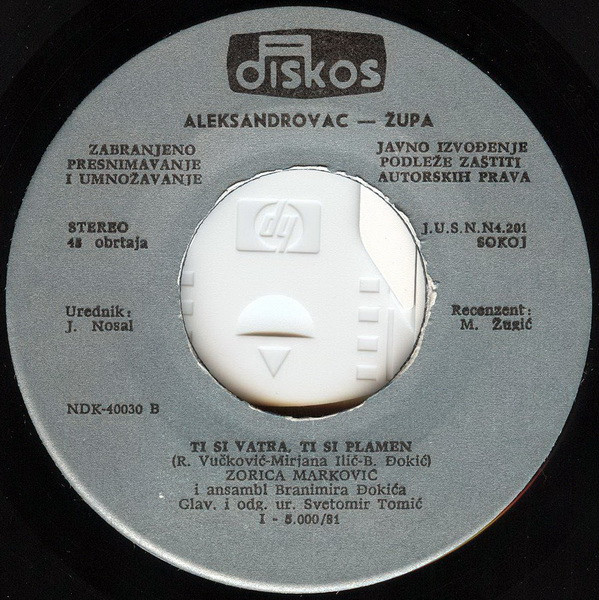 diskos
ALEKSANDROVAC — ŽUPA
ZABRANJENO
PRESNIMAVANJE
I UMNOŽAVANJE
JAVNO IZVOĐENJE
PODLEŽE ZAŠTITI
AUTORSKIH PRAVA
STEREO
45 obrtaja
J.U.S.N.N4.201
SOKOJ
hp
Urednik:
J. Nosal
Recenzent:
M. Žugić
NDK-40030 B
TI SI VATRA, TI SI PLAMEN
(R. Vučković-Mirjana Ilić-B. Đokić)
ZORICA MARKOVIĆ
i ansambl Branimira Đokića
Glav. i odg. ur. Svetomir Tomić
I - 5.000/81